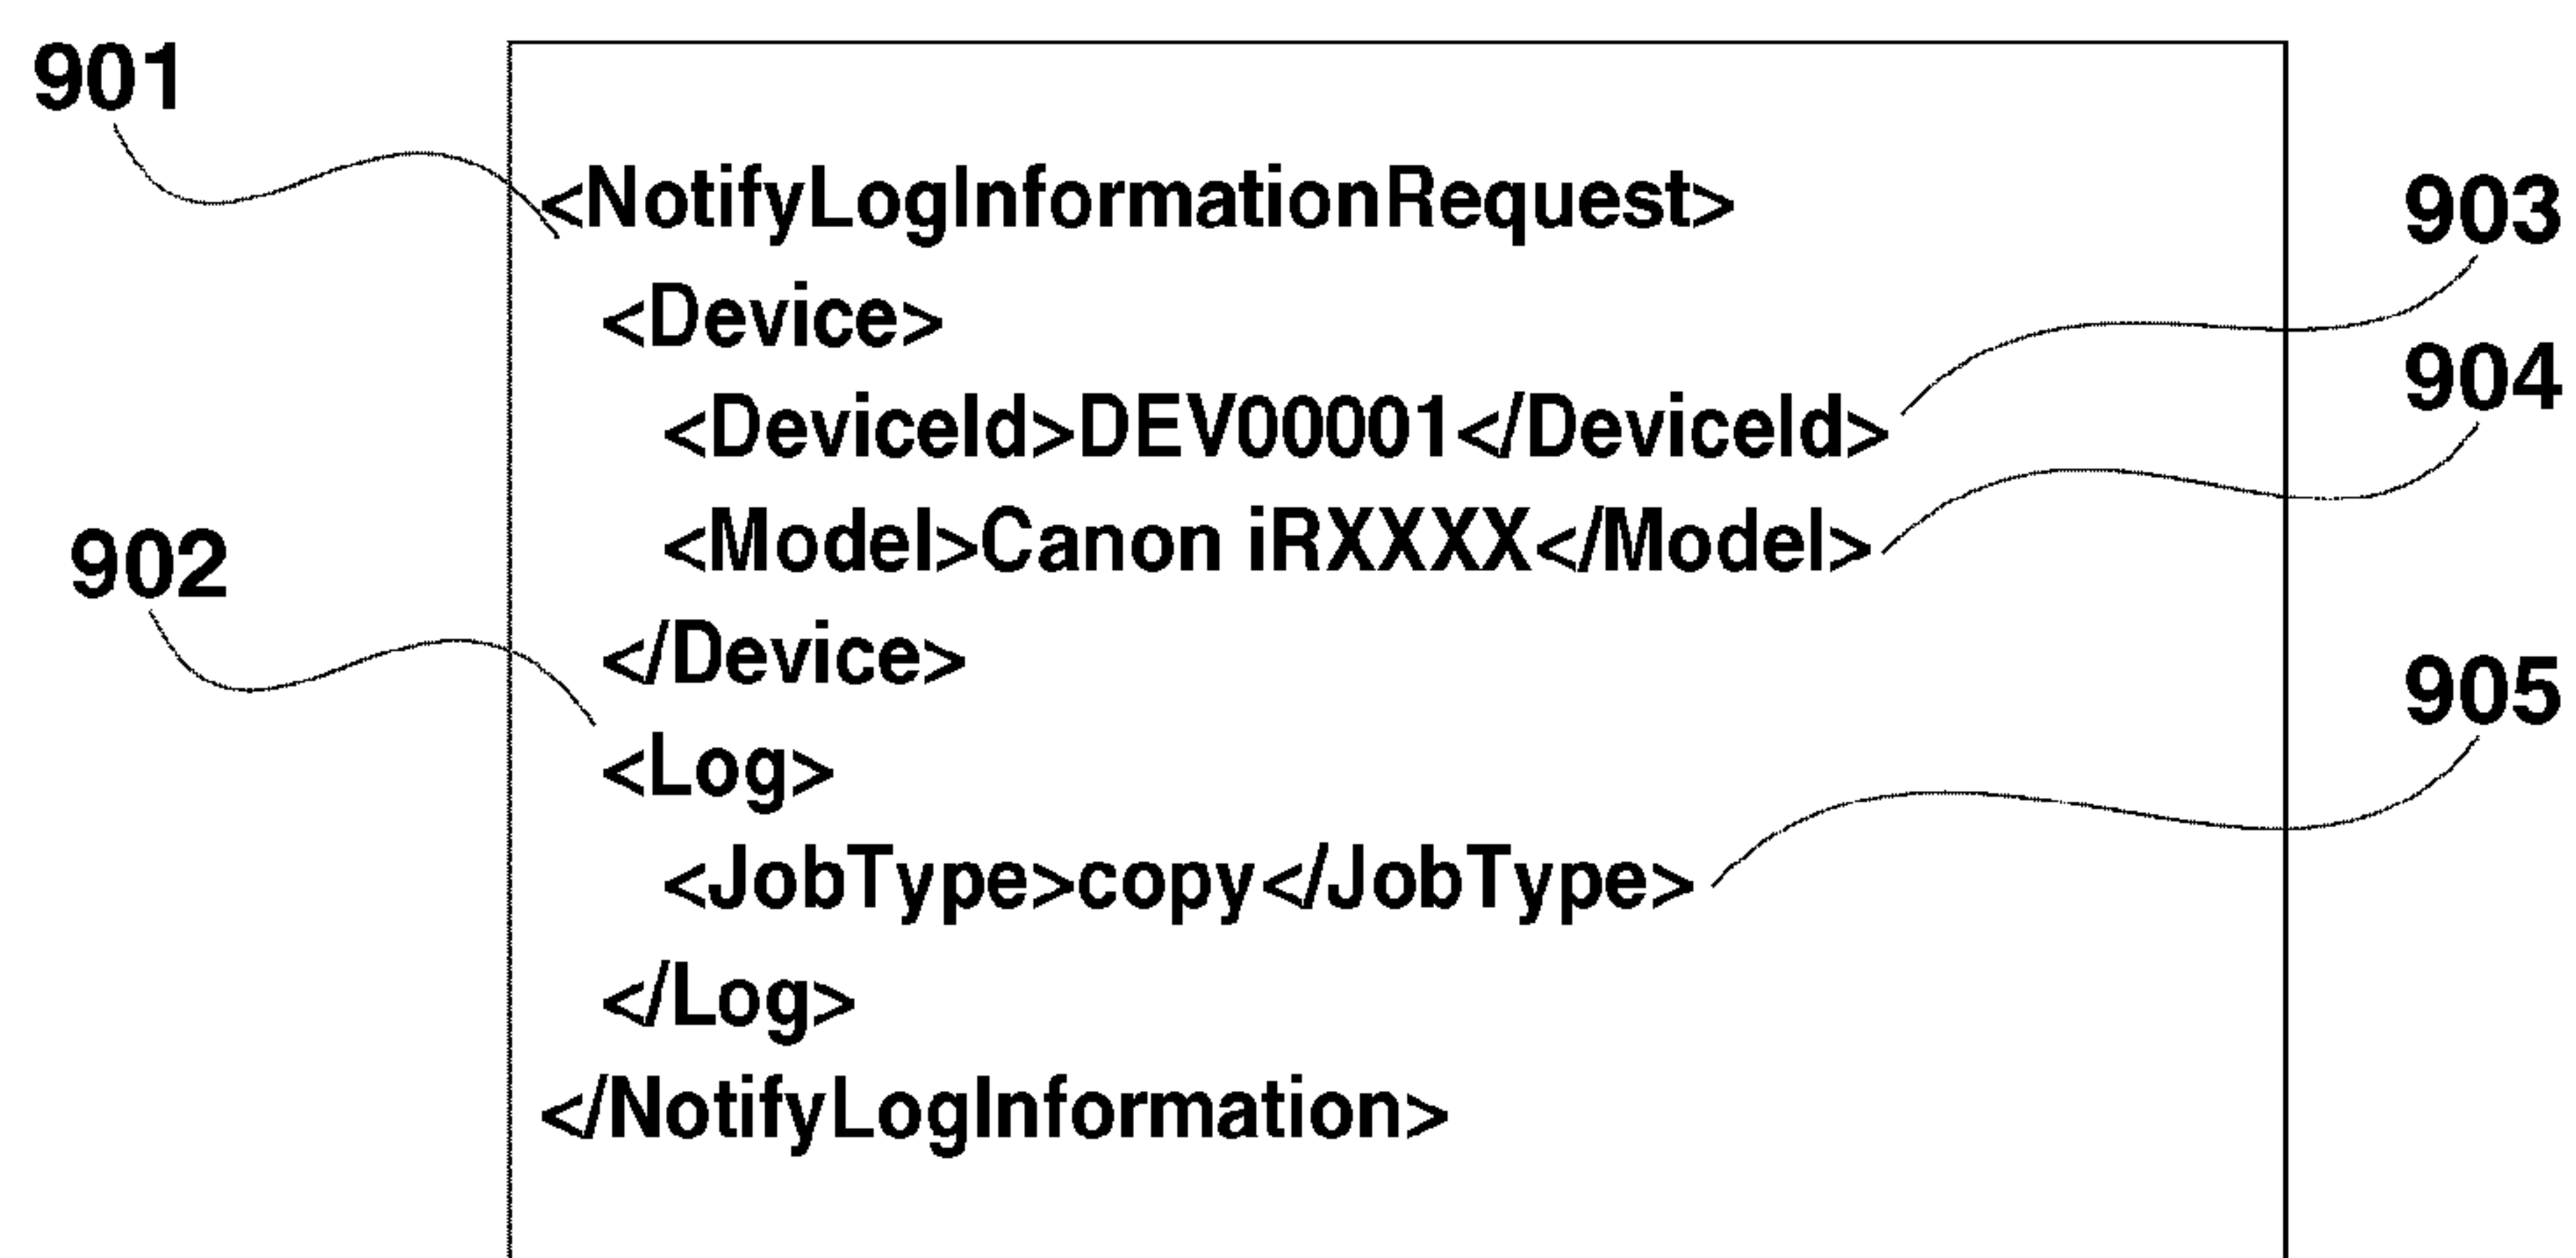 901
<NotifyLogInformationRequest>
903
<Device>
904
<DeviceId>DEV00001</DeviceId>
<Model>Canon iRXXXX</Model>
902
</Device>
905
<Log>
<JobType>copy</JobType>
</Log>
</NotifyLogInformation>